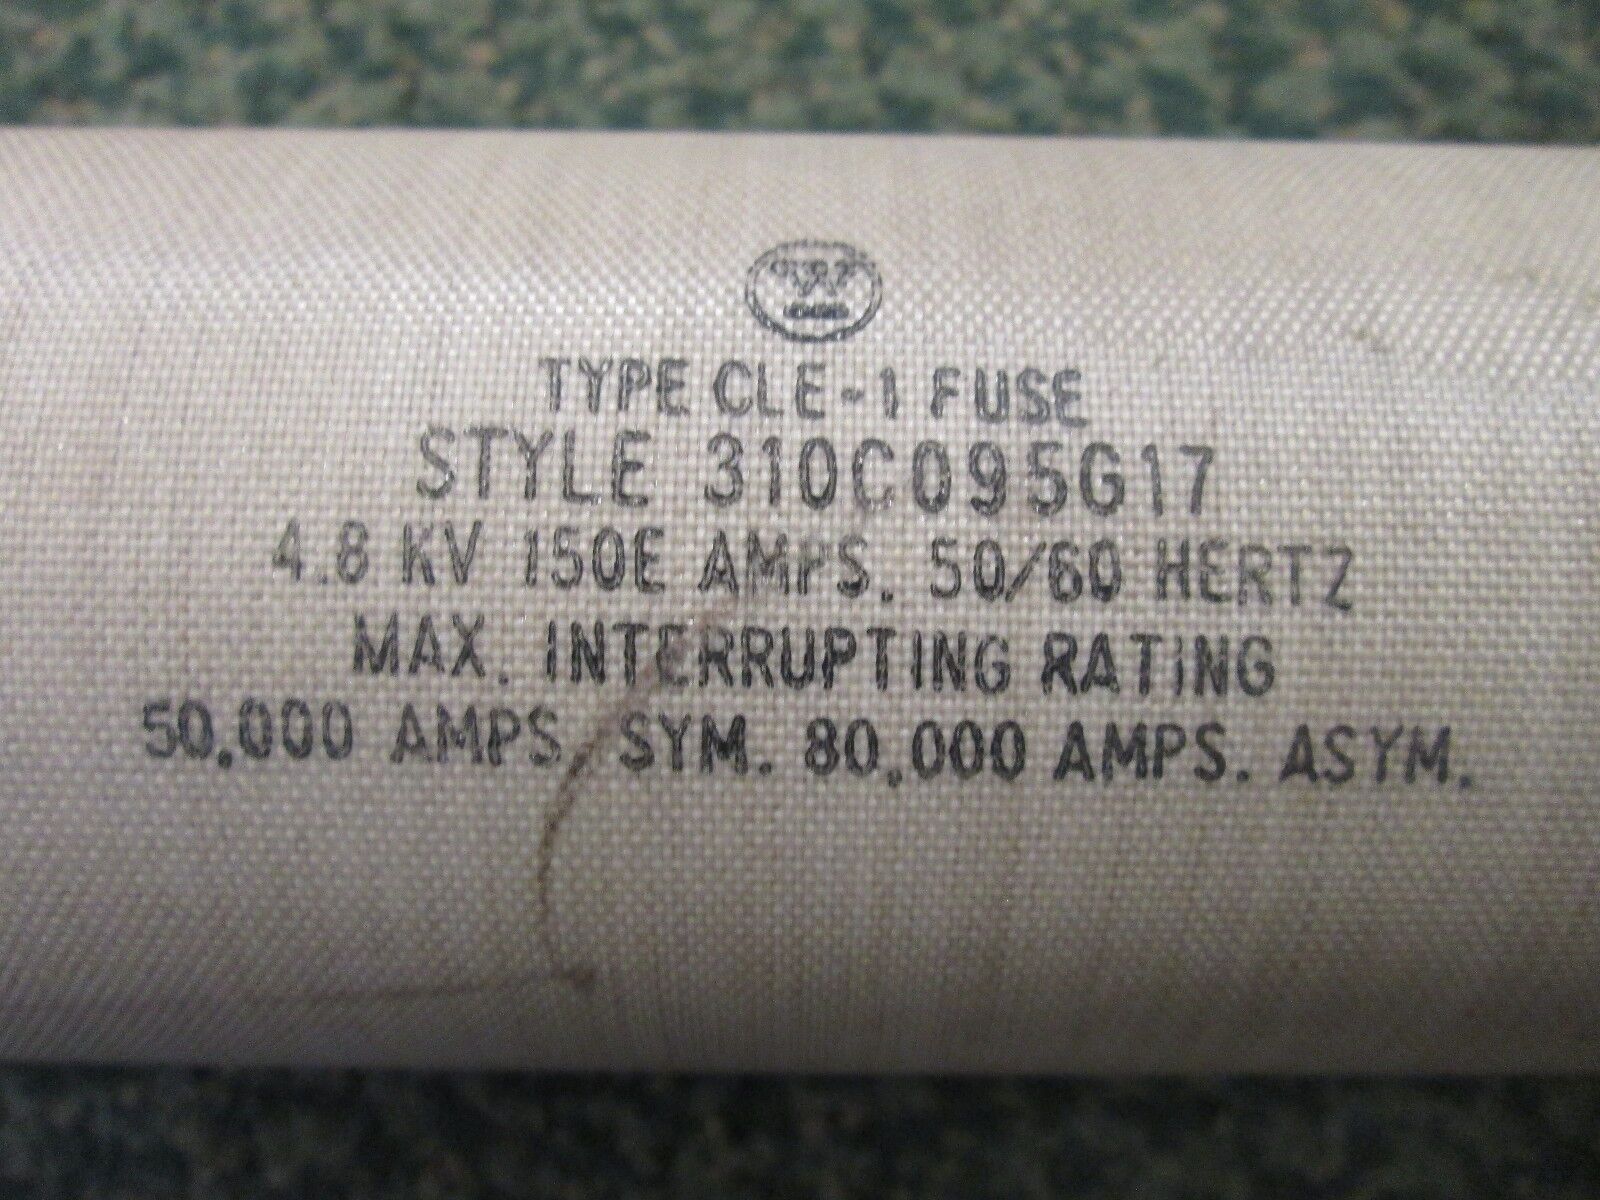 TYPE CLE-1 FUSE
STYLE 310C095G17
4.8 KV 150E AMPS. 50/60 HERTZ
MAX. INTERRUPTING RATING
50,000 AMPS. SYM. 80,000 AMPS. ASYM.